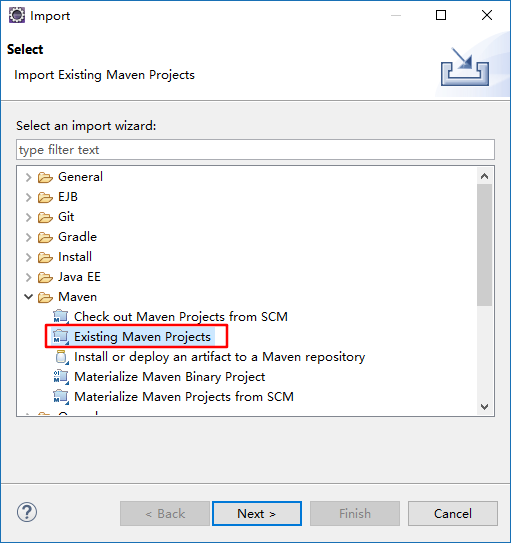 Import
Select
Import Existing Maven Projects
Select an import wizard:
type filter text
General
EJB
Git
Gradle
Install
Java EE
Maven
Check out Maven Projects from SCM
Existing Maven Projects
Install or deploy an artifact to a Maven repository
Materialize Maven Binary Project
Materialize Maven Projects from SCM
< Back
Next >
Finish
Cancel